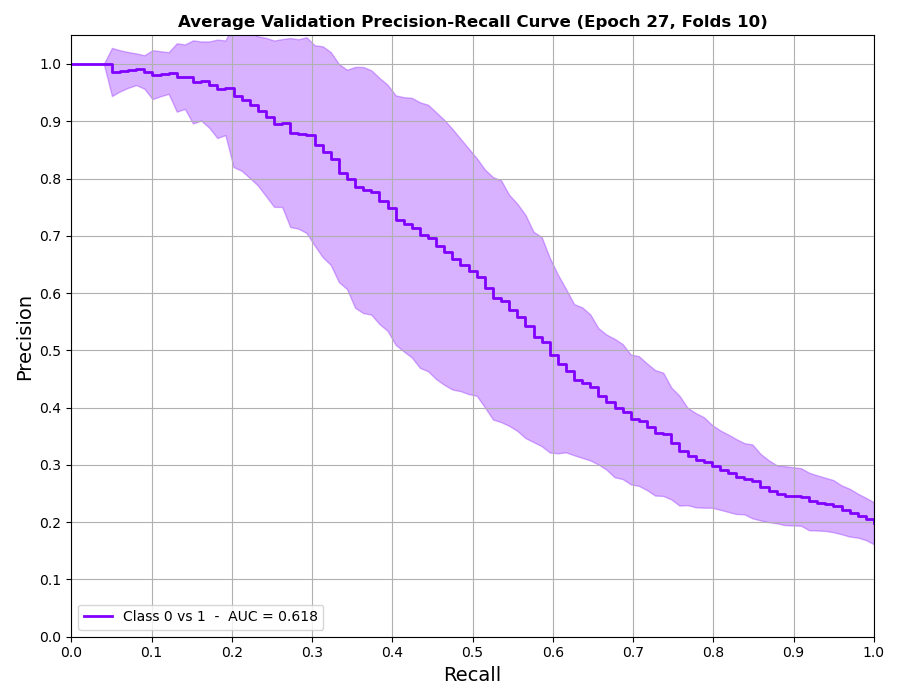 Average Validation Precision-Recall Curve (Epoch 27, Folds 10)
1.0
0.9
0.8
0.7
0.6
0.5
0.4
0.3
0.2
0.1
0.0
Precision
Class 0 vs 1 - AUC = 0.618
0.0 0.1 0.2 0.3 0.4 0.5 0.6 0.7 0.8 0.9 1.0
Recall